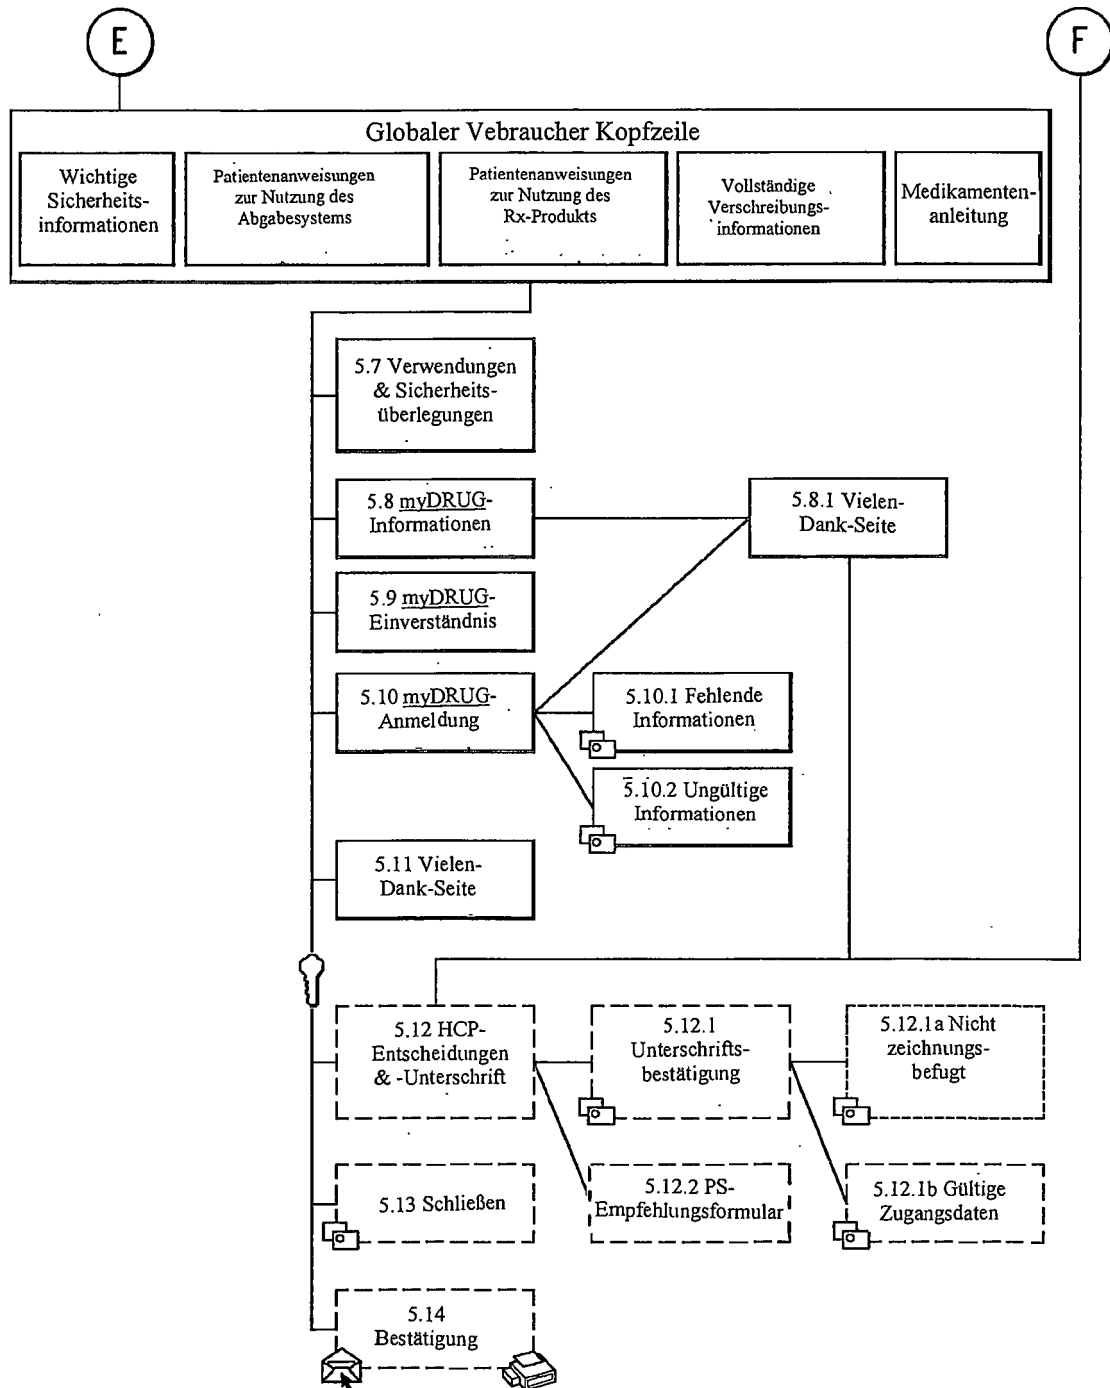 E
F
Globaler Vebraucher Kopfzeile
Wichtige
Sicherheits-
informationen
Patientenanweisungen
zur Nutzung des
Abgabesystems
Patientenanweisungen
zur Nutzung des
Rx-Produkts
Vollständige
Verschreibungs-
informationen
Medikamenten-
anleitung
5.7 Verwendungen
& Sicherheits-
überlegungen
5.8 myDRUG-
Informationen
5.8.1 Vielen-
Dank-Seite
5.9 myDRUG-
Einverständnis
5.10 myDRUG-
Anmeldung
5.10.1 Fehlende
Informationen
5.10.2 Ungültige
Informationen
5.11 Vielen-
Dank-Seite
5.12 HCP-
Entscheidungen
& -Unterschrift
5.12.1
Unterschrifts-
bestätigung
5.12.1a Nicht
zeichnungs-
befugt
5.13 Schließen
5.12.2 PS-
Empfehlungsformular
5.12.1b Gültige
Zugangsdaten
5.14
Bestätigung